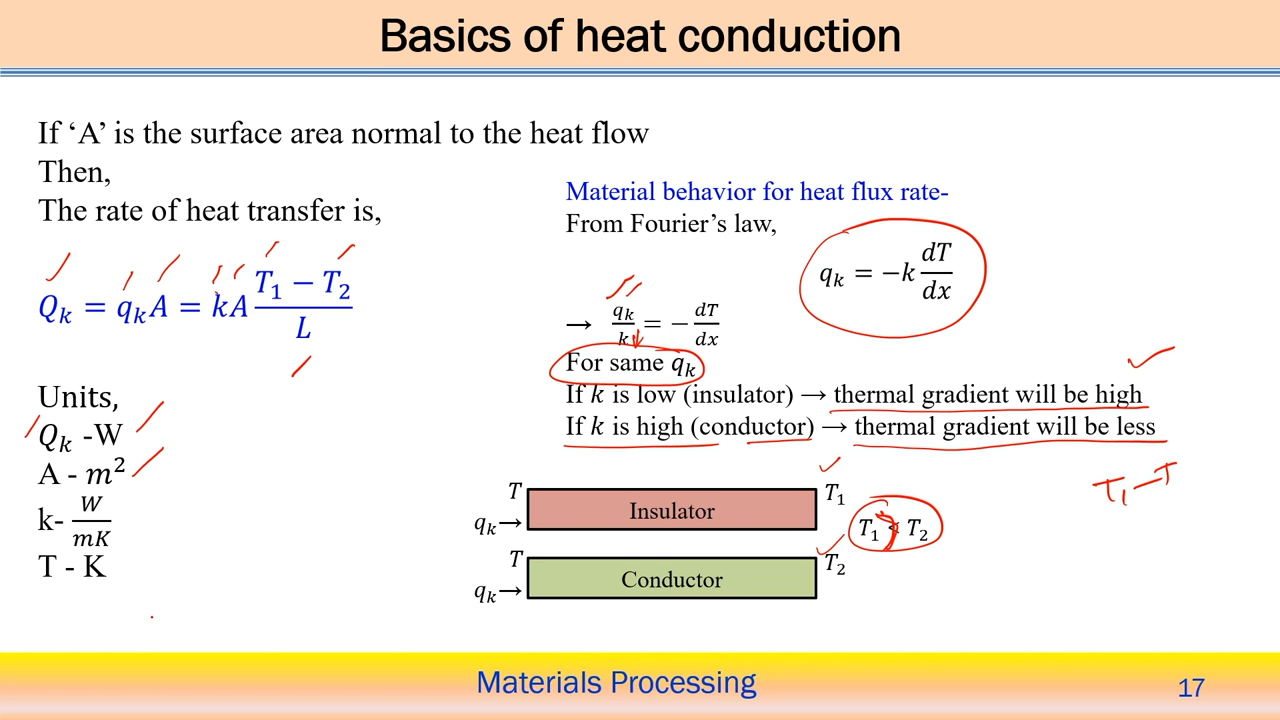 Basics of heat conduction
If ‘A’ is the surface area normal to the heat flow
Then,
The rate of heat transfer is,
Q_k = q_k A = kA (T_1 − T_2)/L
Units,
Q_k -W
A - m^2
k- W/mK
T - K
Material behavior for heat flux rate-
From Fourier’s law,
q_k = −k dT/dx
→ q_k/k = − dT/dx
For same q_k
If k is low (insulator) → thermal gradient will be high
If k is high (conductor) → thermal gradient will be less
T Insulator T_1
q_k →
T_1 < T_2
T Conductor T_2
q_k →
T_1 − T
Materials Processing
17